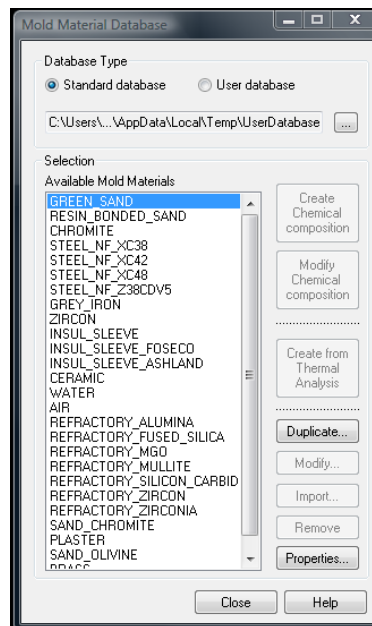 Mold Material Database
Database Type
Standard database
User database
C:\Users\...\AppData\Local\Temp\UserDatabase
...
Selection
Available Mold Materials
GREEN_SAND
RESIN_BONDED_SAND
CHROMITE
STEEL_NF_XC38
STEEL_NF_XC42
STEEL_NF_XC48
STEEL_NF_Z38CDV5
GREY_IRON
ZIRCON
INSUL_SLEEVE
INSUL_SLEEVE_FOSECO
INSUL_SLEEVE_ASHLAND
CERAMIC
WATER
AIR
REFRACTORY_ALUMINA
REFRACTORY_FUSED_SILICA
REFRACTORY_MGO
REFRACTORY_MULLITE
REFRACTORY_SILICON_CARBID
REFRACTORY_ZIRCON
REFRACTORY_ZIRCONIA
SAND_CHROMITE
PLASTER
SAND_OLIVINE
Create
Chemical
composition
Modify
Chemical
composition
Create from
Thermal
Analysis
Duplicate...
Modify...
Import...
Remove
Properties...
Close
Help